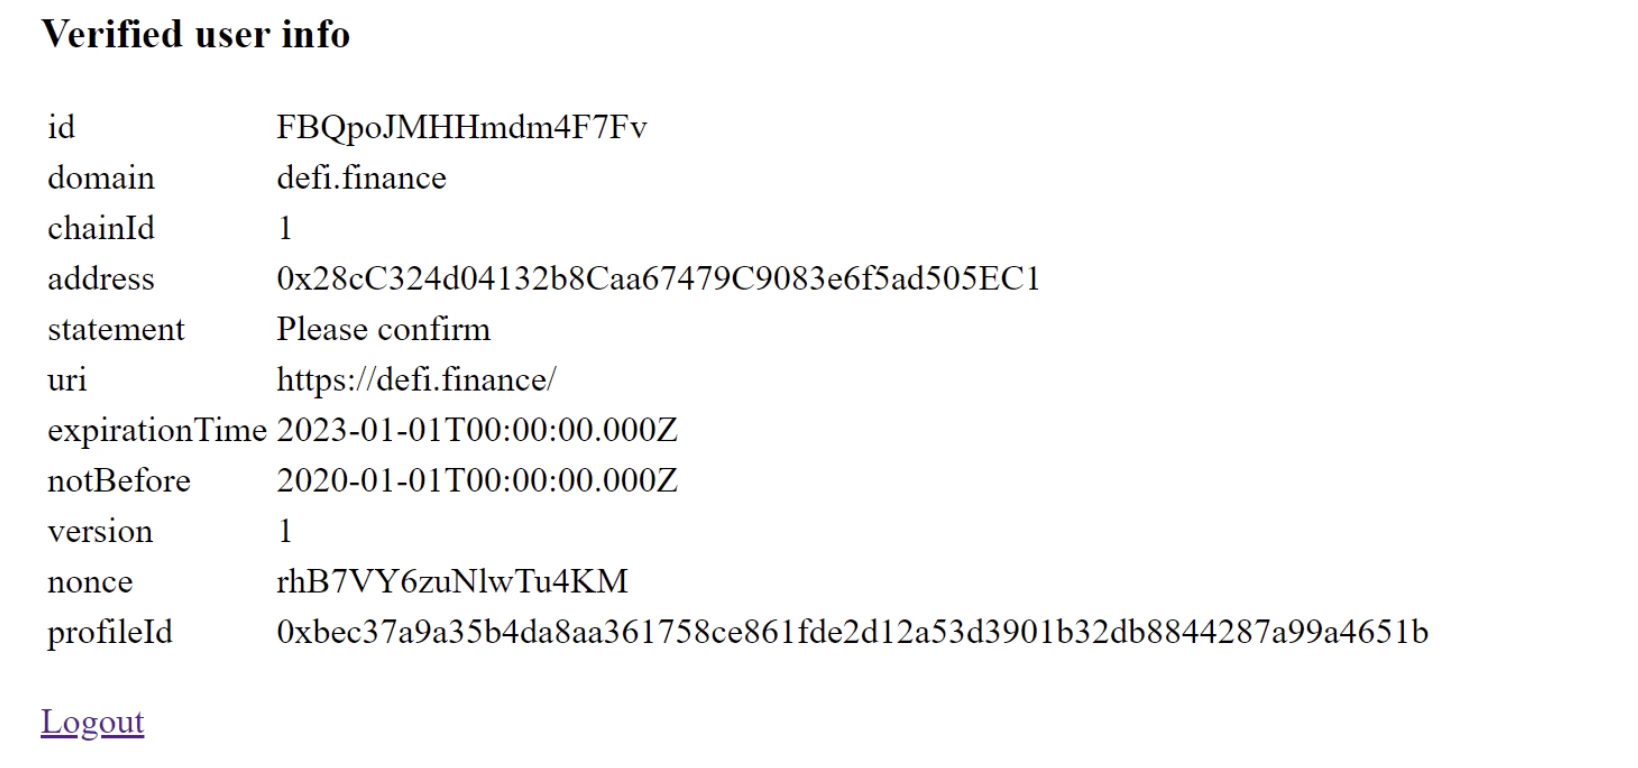 Verified user info
id FBQpoJMHHmdm4F7Fv
domain defi.finance
chainId 1
address 0x28cC324d04132b8Caa67479C9083e6f5ad505EC1
statement Please confirm
uri https://defi.finance/
expirationTime 2023-01-01T00:00:00.000Z
notBefore 2020-01-01T00:00:00.000Z
version 1
nonce rhB7VY6zuNlwTu4KM
profileId 0xbec37a9a35b4da8aa361758ce861fde2d12a53d3901b32db8844287a99a4651b
Logout